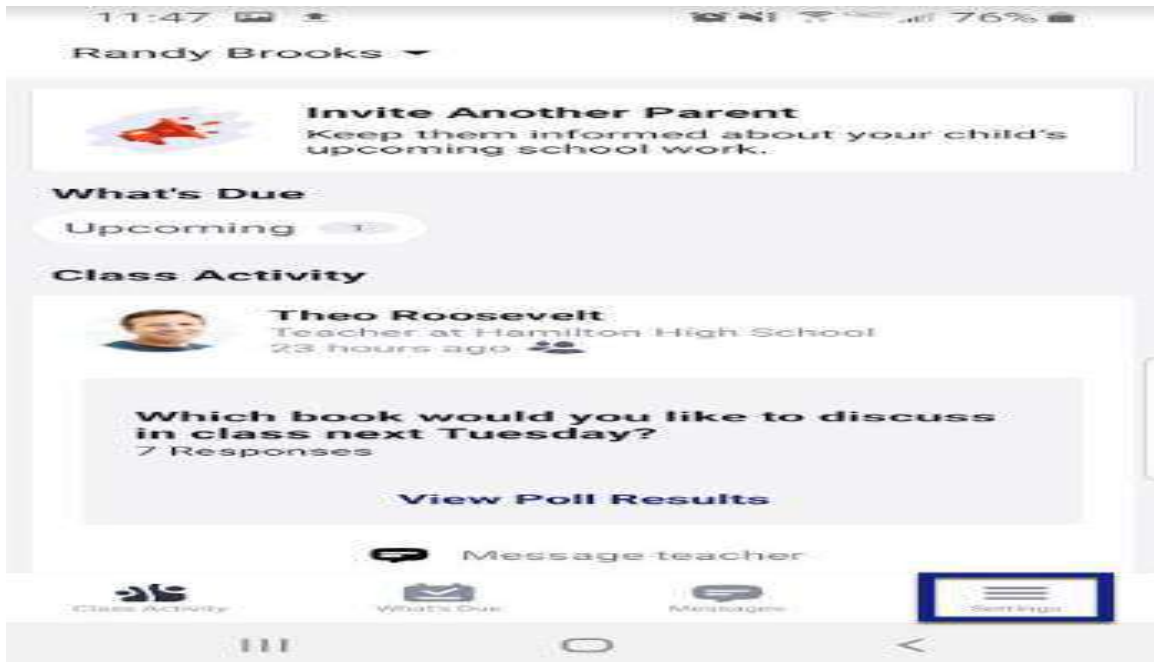 11:47 76%
Randy Brooks
Invite Another Parent
Keep them informed about your child's
upcoming school work.
What's Due
Upcoming 1
Class Activity
Theo Roosevelt
Teacher at Hamilton High School
23 hours ago
Which book would you like to discuss
in class next Tuesday?
7 Responses
View Poll Results
Message teacher
Class Activity What's Due Messages Settings